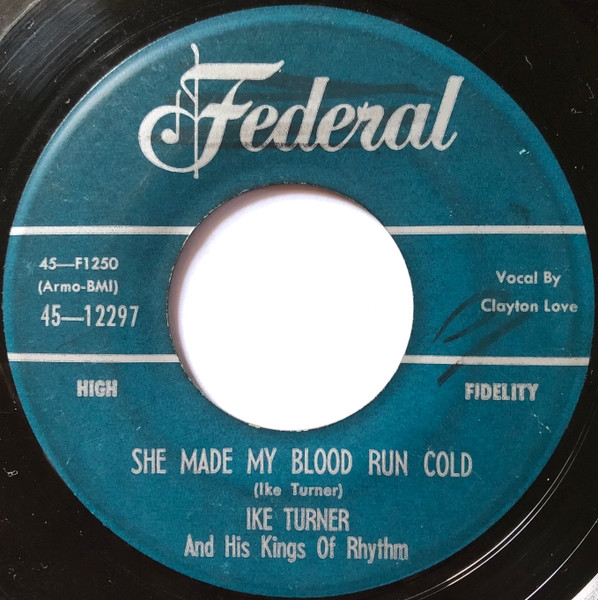 Federal
45—F1250
(Armo-BMI)
45—12297
Vocal By
Clayton Love
HIGH FIDELITY
SHE MADE MY BLOOD RUN COLD
(Ike Turner)
IKE TURNER
And His Kings Of Rhythm